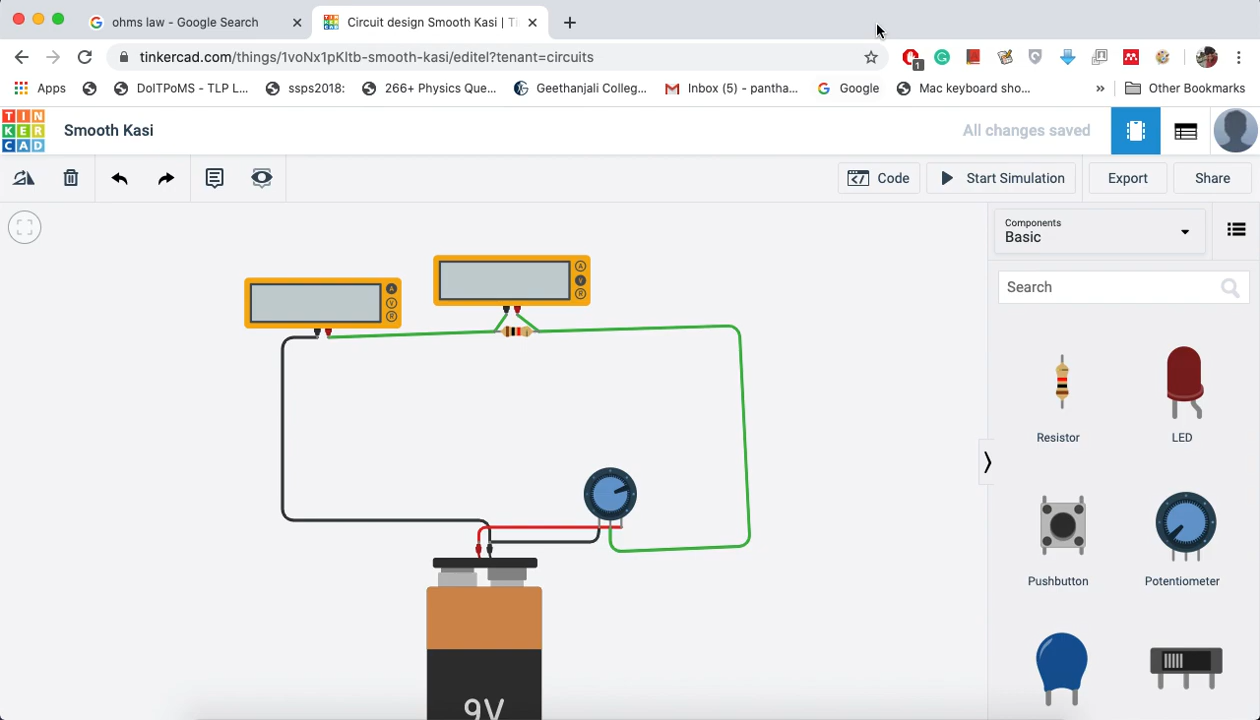 ohms law - Google Search
Circuit design Smooth Kasi | Ti
tinkercad.com/things/1voNx1pKltb-smooth-kasi/editel?tenant=circuits
1
Apps
DoITPoMS - TLP L...
ssps2018:
266+ Physics Que...
Geethanjali Colleg...
Inbox (5) - pantha...
Google
Mac keyboard sho...
»
Other Bookmarks
TIN
KER
CAD
Smooth Kasi
All changes saved
Code
Start Simulation
Export
Share
Components
Basic
Search
A
V
R
A
V
R
Resistor
LED
Pushbutton
Potentiometer
9V